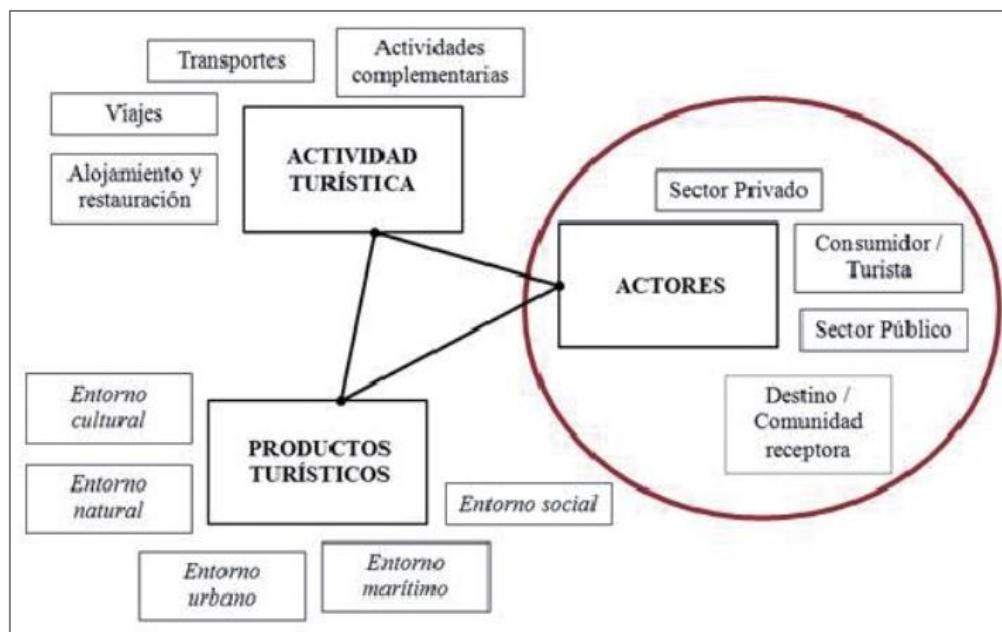 Transportes
Actividades
complementarias
Viajes
Alojamiento y
restauración
ACTIVIDAD
TURÍSTICA
Sector Privado
Consumidor /
Turista
ACTORES
Sector Público
Destino /
Comunidad
receptora
Entorno
cultural
PRODUCTOS
TURÍSTICOS
Entorno
natural
Entorno social
Entorno
urbano
Entorno
marítimo